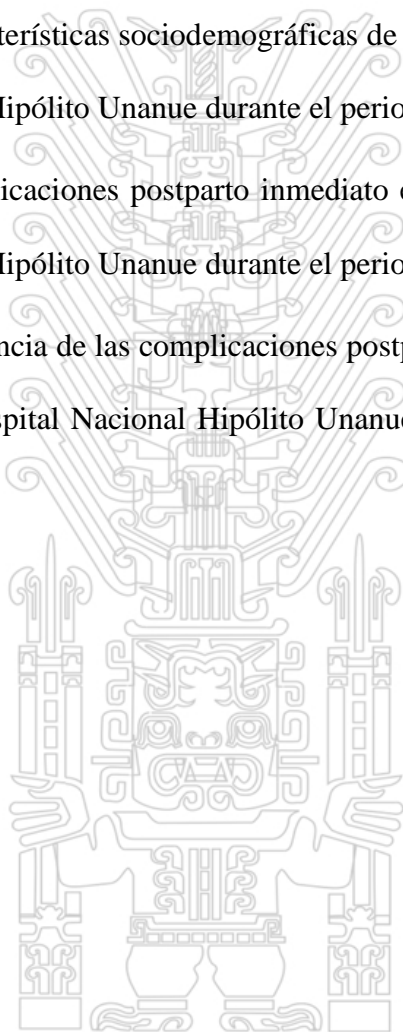 terísticas sociodemográficas de
Hipólito Unanue durante el perio
icaciones postparto inmediato
Hipólito Unanue durante el perio
ncia de las complicaciones postp
spital Nacional Hipólito Unanue